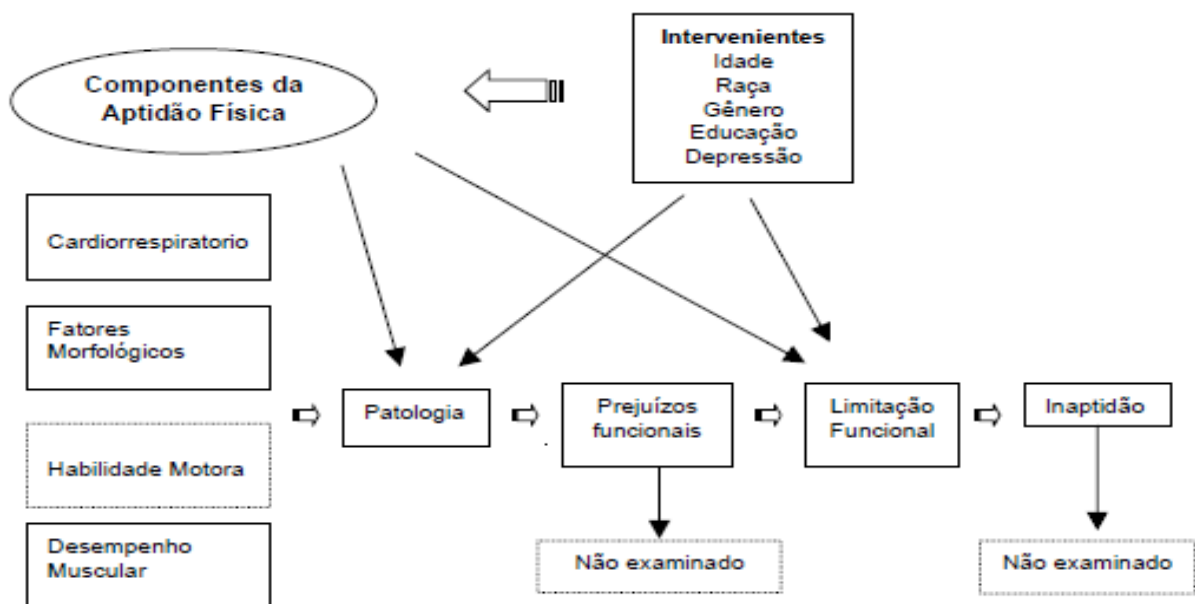 Componentes da
Aptidão Física
Intervenientes
Idade
Raça
Gênero
Educação
Depressão
Cardiorrespiratorio
Fatores
Morfológicos
Habilidade Motora
Desempenho
Muscular
Patologia
Prejuízos
funcionais
Limitação
Funcional
Inaptidão
Não examinado
Não examinado